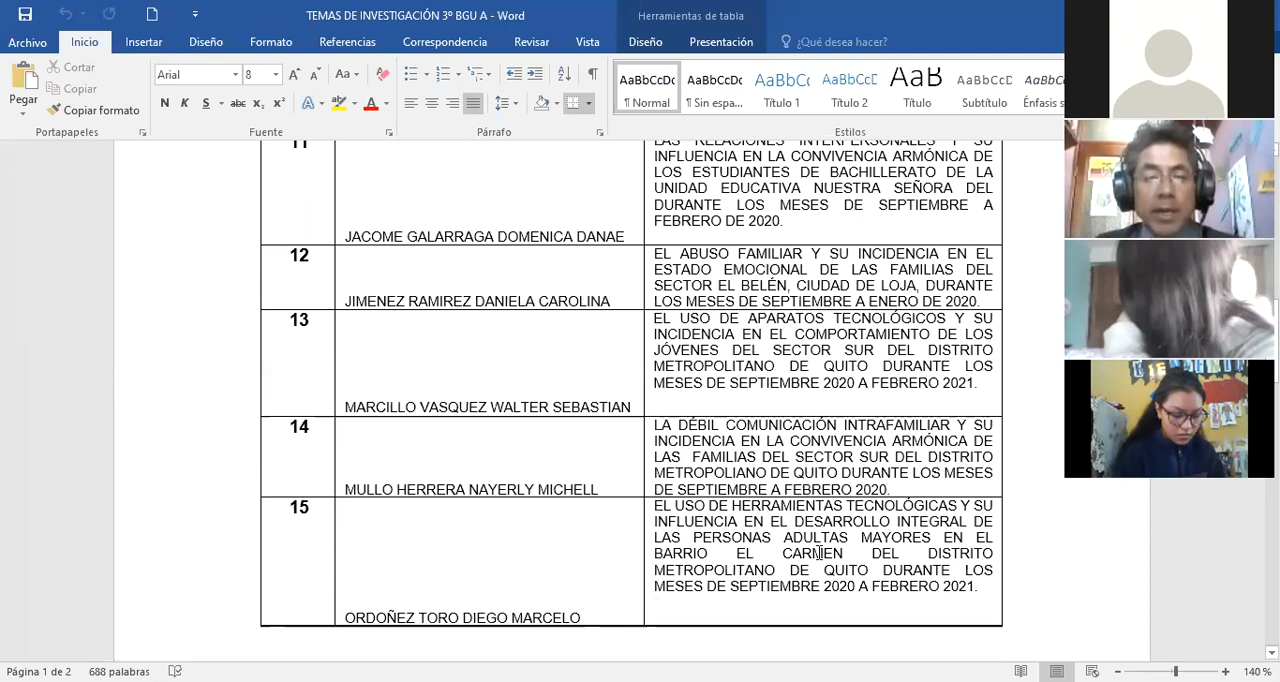 TEMAS DE INVESTIGACIÓN 3º BGU A - Word
Herramientas de tabla
Archivo Inicio Insertar Diseño Formato Referencias Correspondencia Revisar Vista Diseño Presentación ¿Qué desea hacer?
Pegar
Cortar
Copiar
Copiar formato
Portapapeles
Arial 8
N K S abc x₂ x²
Fuente
Párrafo
AaBbCcDc ¶ Normal
AaBbCcDc ¶ Sin espa...
AaBbCc Título 1
AaBbCcD Título 2
AaB Título
AaBbCcD Subtítulo
AaBbCcDc Énfasis s
Estilos
11
JACOME GALARRAGA DOMENICA DANAE
LAS RELACIONES INTERPERSONALES Y SU
INFLUENCIA EN LA CONVIVENCIA ARMÓNICA DE
LOS ESTUDIANTES DE BACHILLERATO DE LA
UNIDAD EDUCATIVA NUESTRA SEÑORA DEL
DURANTE LOS MESES DE SEPTIEMBRE A
FEBRERO DE 2020.
12
JIMENEZ RAMIREZ DANIELA CAROLINA
EL ABUSO FAMILIAR Y SU INCIDENCIA EN EL
ESTADO EMOCIONAL DE LAS FAMILIAS DEL
SECTOR EL BELÉN, CIUDAD DE LOJA, DURANTE
LOS MESES DE SEPTIEMBRE A ENERO DE 2020.
13
MARCILLO VASQUEZ WALTER SEBASTIAN
EL USO DE APARATOS TECNOLÓGICOS Y SU
INCIDENCIA EN EL COMPORTAMIENTO DE LOS
JÓVENES DEL SECTOR SUR DEL DISTRITO
METROPOLITANO DE QUITO DURANTE LOS
MESES DE SEPTIEMBRE 2020 A FEBRERO 2021.
14
MULLO HERRERA NAYERLY MICHELL
LA DÉBIL COMUNICACIÓN INTRAFAMILIAR Y SU
INCIDENCIA EN LA CONVIVENCIA ARMÓNICA DE
LAS FAMILIAS DEL SECTOR SUR DEL DISTRITO
METROPOLIANO DE QUITO DURANTE LOS MESES
DE SEPTIEMBRE A FEBRERO 2020.
15
ORDOÑEZ TORO DIEGO MARCELO
EL USO DE HERRAMIENTAS TECNOLÓGICAS Y SU
INFLUENCIA EN EL DESARROLLO INTEGRAL DE
LAS PERSONAS ADULTAS MAYORES EN EL
BARRIO EL CARMEN DEL DISTRITO
METROPOLITANO DE QUITO DURANTE LOS
MESES DE SEPTIEMBRE 2020 A FEBRERO 2021.
Página 1 de 2 688 palabras
140 %